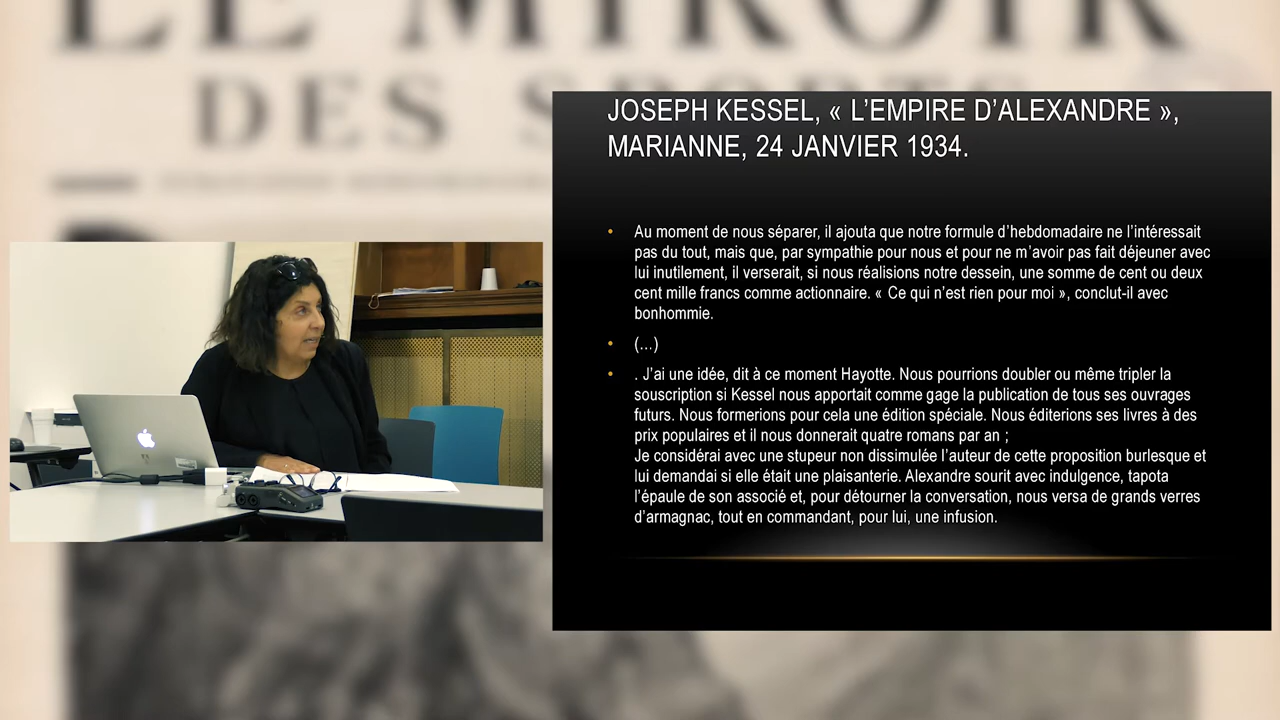 LE MIROIR
DES SPORTS
JOSEPH KESSEL, « L'EMPIRE D'ALEXANDRE »,
MARIANNE, 24 JANVIER 1934.
• Au moment de nous séparer, il ajouta que notre formule d'hebdomadaire ne l'intéressait
pas du tout, mais que, par sympathie pour nous et pour ne m'avoir pas fait déjeuner avec
lui inutilement, il verserait, si nous réalisions notre dessein, une somme de cent ou deux
cent mille francs comme actionnaire. « Ce qui n'est rien pour moi », conclut-il avec
bonhommie.
• (…)
• . J'ai une idée, dit à ce moment Hayotte. Nous pourrions doubler ou même tripler la
souscription si Kessel nous apportait comme gage la publication de tous ses ouvrages
futurs. Nous formerions pour cela une édition spéciale. Nous éditerions ses livres à des
prix populaires et il nous donnerait quatre romans par an ;
Je considérai avec une stupeur non dissimulée l'auteur de cette proposition burlesque et
lui demandai si elle était une plaisanterie. Alexandre sourit avec indulgence, tapota
l'épaule de son associé et, pour détourner la conversation, nous versa de grands verres
d'armagnac, tout en commandant, pour lui, une infusion.